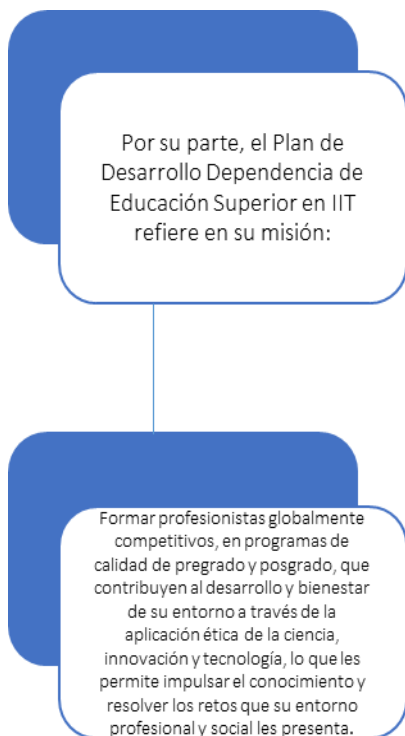 Por su parte, el Plan de
Desarrollo Dependencia de
Educación Superior en IIT
refiere en su misión:
Formar profesionistas globalmente
competitivos, en programas de
calidad de pregrado y posgrado, que
contribuyen al desarrollo y bienestar
de su entorno a través de la
aplicación ética de la ciencia,
innovación y tecnología, lo que les
permite impulsar el conocimiento y
resolver los retos que su entorno
profesional y social les presenta.